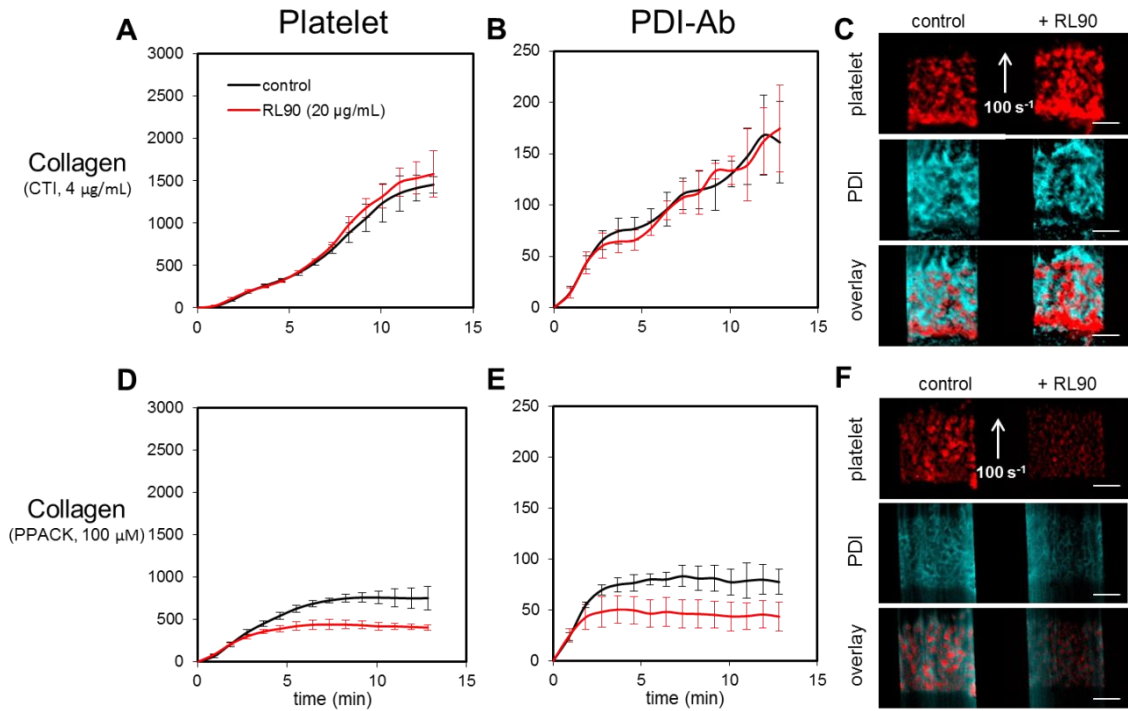 A
Platelet
B
PDI-Ab
C
control
+ RL90
3000
2500
2000
1500
1000
500
0
0
5
10
15
control
RL90 (20 µg/mL)
250
200
150
100
50
0
0
5
10
15
platelet
100 s-1
PDI
overlay
Collagen
(CTI, 4 µg/mL)
D
E
F
control
+ RL90
3000
2500
2000
1500
1000
500
0
0
5
10
15
time (min)
250
200
150
100
50
0
0
5
10
15
time (min)
platelet
100 s-1
PDI
overlay
Collagen
(PPACK, 100 µM)